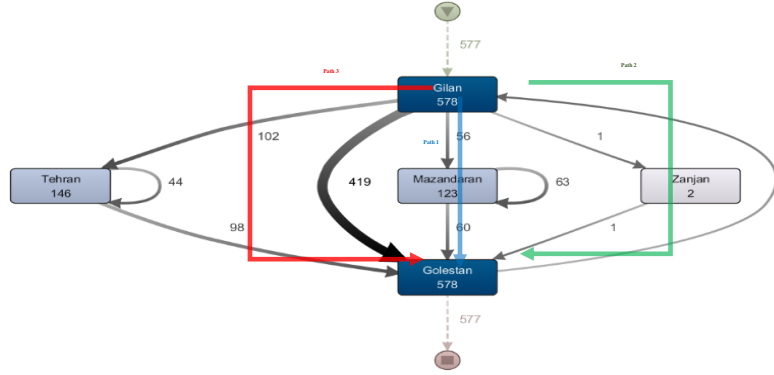 577
Path 3
Path 2
Gilan
578
102
56
1
Path 1
Tehran
146
44
419
Mazandaran
123
63
Zanjan
2
98
60
1
Golestan
578
577